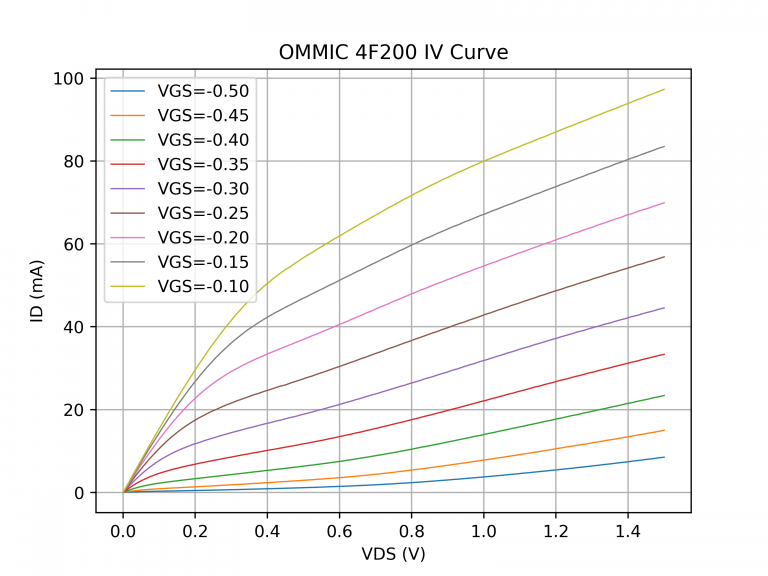 OMMIC 4F200 IV Curve
100
80
60
40
20
0
ID (mA)
VGS=-0.50
VGS=-0.45
VGS=-0.40
VGS=-0.35
VGS=-0.30
VGS=-0.25
VGS=-0.20
VGS=-0.15
VGS=-0.10
0.0 0.2 0.4 0.6 0.8 1.0 1.2 1.4
VDS (V)